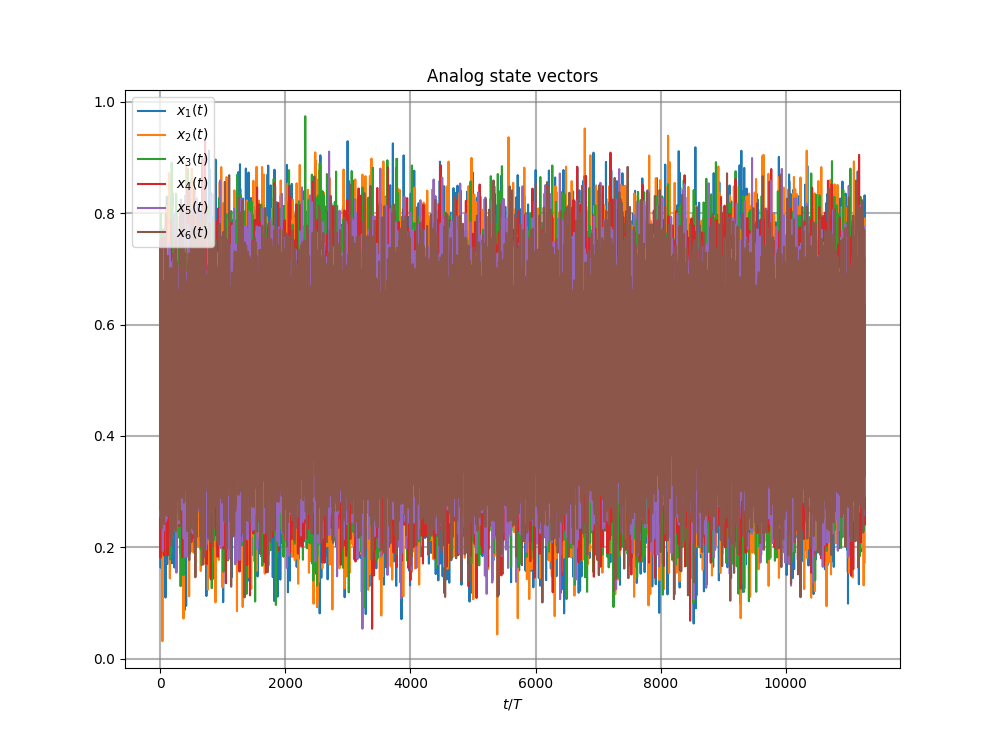 Analog state vectors
1.0
0.8
0.6
0.4
0.2
0.0
x₁(t)
x₂(t)
x₃(t)
x₄(t)
x₅(t)
x₆(t)
0 2000 4000 6000 8000 10000
t/T